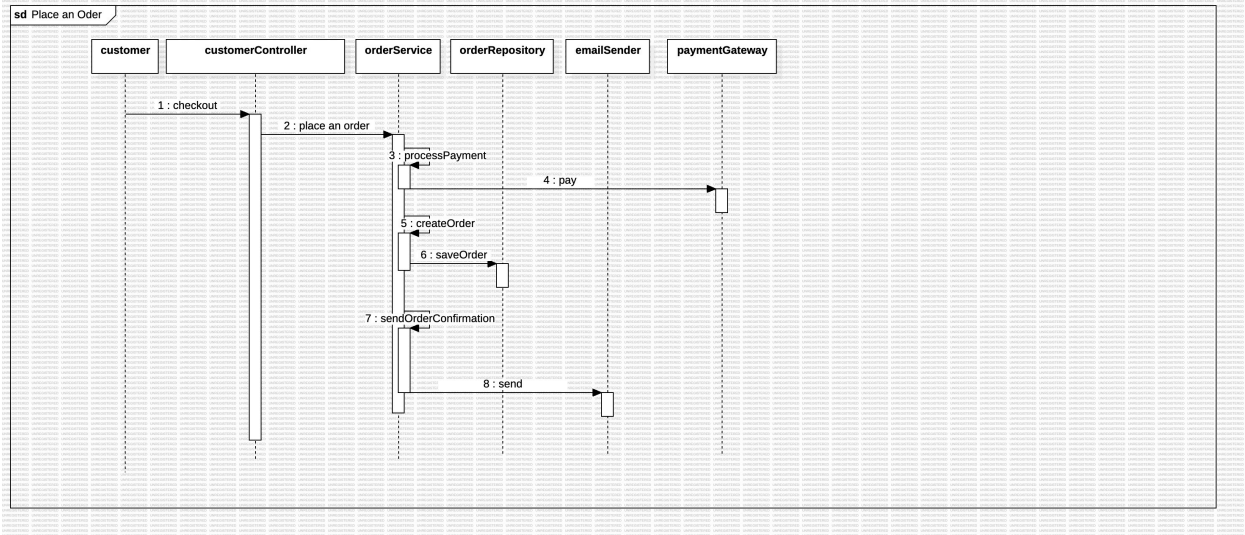 sd Place an Oder
customer customerController orderService orderRepository emailSender paymentGateway
1 : checkout
2 : place an order
3 : processPayment
4 : pay
5 : createOrder
6 : saveOrder
7 : sendOrderConfirmation
8 : send